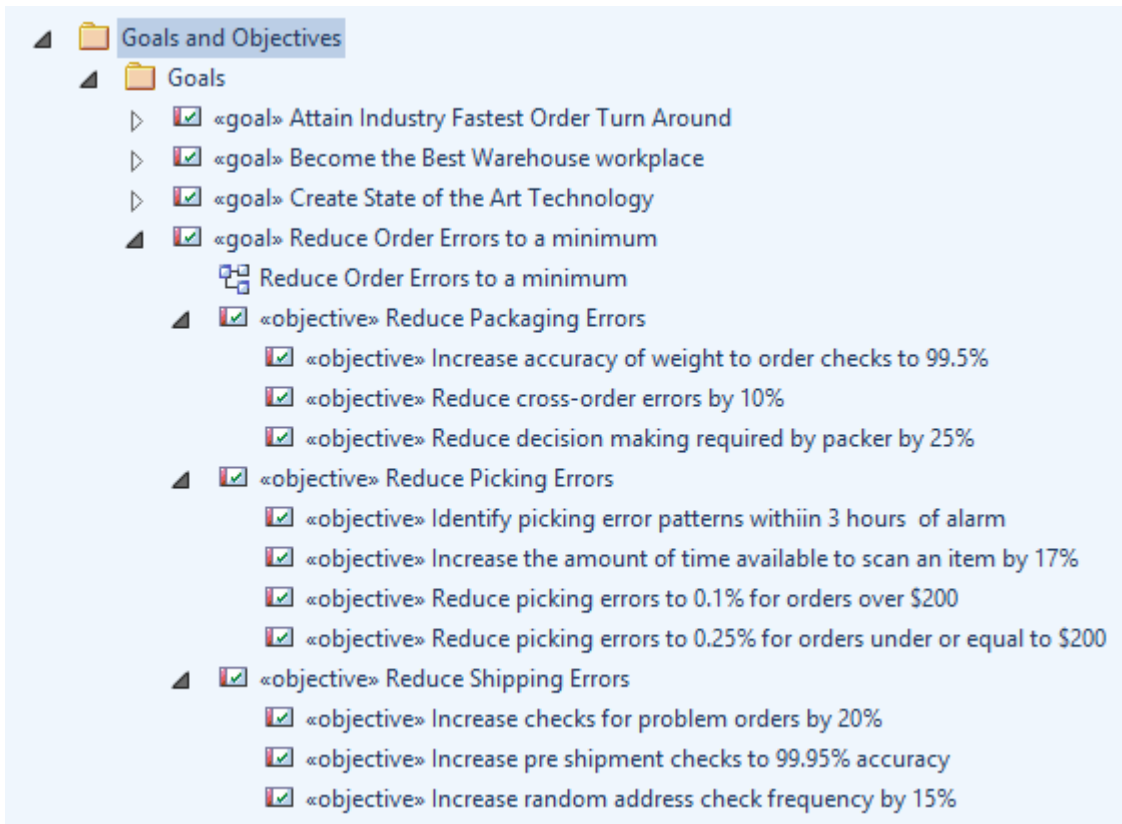 Goals and Objectives
Goals
«goal» Attain Industry Fastest Order Turn Around
«goal» Become the Best Warehouse workplace
«goal» Create State of the Art Technology
«goal» Reduce Order Errors to a minimum
Reduce Order Errors to a minimum
«objective» Reduce Packaging Errors
«objective» Increase accuracy of weight to order checks to 99.5%
«objective» Reduce cross-order errors by 10%
«objective» Reduce decision making required by packer by 25%
«objective» Reduce Picking Errors
«objective» Identify picking error patterns withiin 3 hours  of alarm
«objective» Increase the amount of time available to scan an item by 17%
«objective» Reduce picking errors to 0.1% for orders over $200
«objective» Reduce picking errors to 0.25% for orders under or equal to $200
«objective» Reduce Shipping Errors
«objective» Increase checks for problem orders by 20%
«objective» Increase pre shipment checks to 99.95% accuracy
«objective» Increase random address check frequency by 15%